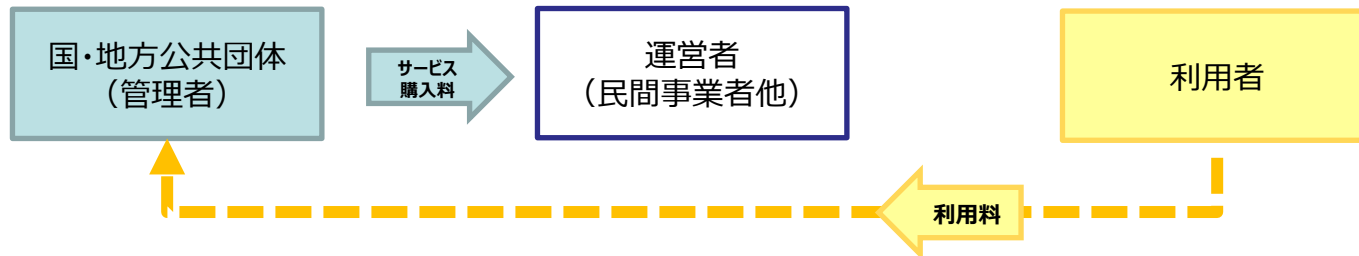 国・地方公共団体
（管理者）
サービス
購入料
運営者
（民間事業者他）
利用者
利用料